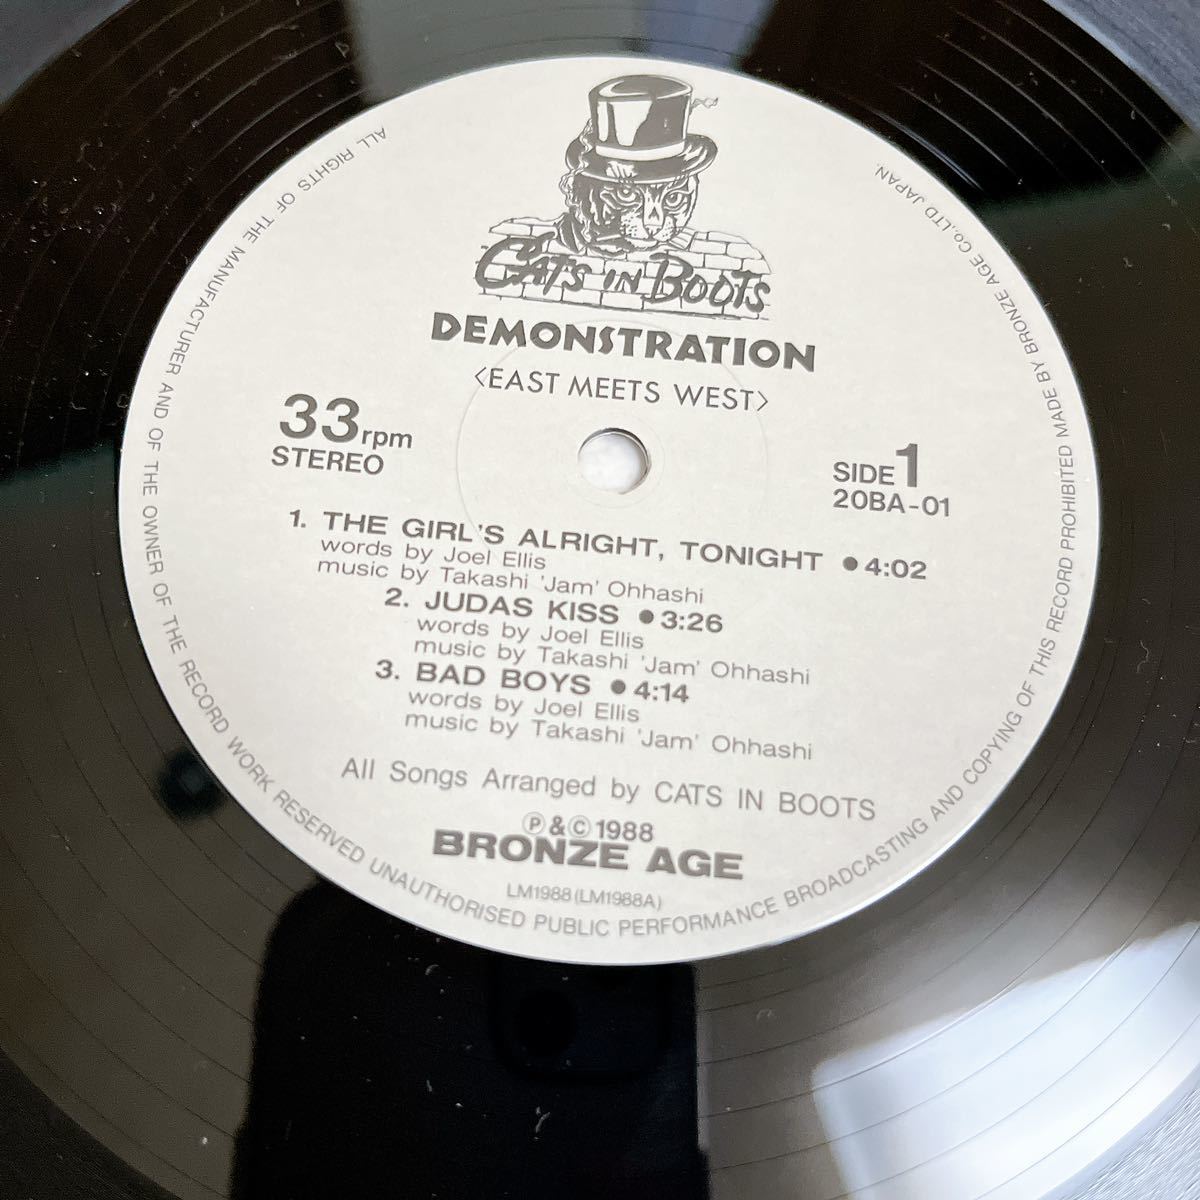 CATS IN BOOTS
DEMONSTRATION
<EAST MEETS WEST>
33rpm
STEREO
SIDE 1
20BA-01
1. THE GIRL'S ALRIGHT, TONIGHT ●4:02
words by Joel Ellis
music by Takashi 'Jam' Ohhashi
2. JUDAS KISS ●3:26
words by Joel Ellis
music by Takashi 'Jam' Ohhashi
3. BAD BOYS ●4:14
words by Joel Ellis
music by Takashi 'Jam' Ohhashi
All Songs Arranged by CATS IN BOOTS
Ⓟ&©1988
BRONZE AGE
LM1988(LM1988A)
ALL RIGHTS OF THE MANUFACTURER AND OF THE OWNER OF THE RECORD WORK RESERVED UNAUTHORISED PUBLIC PERFORMANCE BROADCASTING AND COPYING OF THIS RECORD PROHIBITED MADE BY BRONZE AGE Co.,LTD JAPAN.